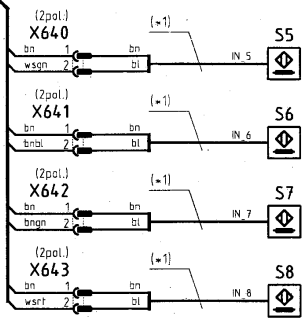 (2pol.)
X640
(*1)
S5
bn 1 bn
IN_5
wsgn 2 bl
(2pol.)
X641
(*1)
S6
bn 1 bn
IN_6
bnbl 2 bl
(2pol.)
X642
(*1)
S7
bn 1 bn
IN_7
bngn 2 bl
(2pol.)
X643
(*1)
S8
bn 1 bn
IN_8
wsrt 2 bl